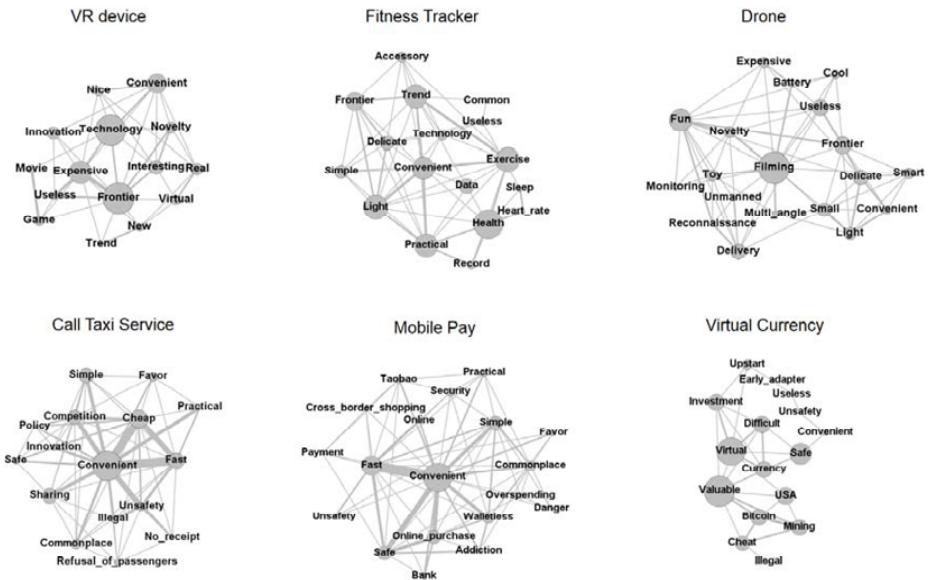 VR device
Nice
Convenient
Technology
Novelty
Innovation
Movie
Expensive
Interesting
Real
Useless
Frontier
Virtual
Game
New
Trend
Fitness Tracker
Accessory
Trend
Frontier
Common
Useless
Technology
Delicate
Exercise
Convenient
Simple
Data
Sleep
Light
Heart_rate
Health
Practical
Record
Drone
Expensive
Cool
Battery
Useless
Fun
Novelty
Frontier
Filming
Toy
Delicate
Smart
Monitoring
Unmanned
Small
Convenient
Multi_angle
Reconnaissance
Light
Delivery
Call Taxi Service
Simple
Favor
Practical
Competition
Cheap
Policy
Innovation
Safe
Convenient
Fast
Sharing
Unsafety
Illegal
No_receipt
Commonplace
Refusal_of_passengers
Mobile Pay
Practical
Taobao
Security
Cross_border_shopping
Online
Simple
Favor
Payment
Fast
Commonplace
Convenient
Overspending
Danger
Unsafety
Walletless
Online_purchase
Safe
Addiction
Bank
Virtual Currency
Upstart
Early_adapter
Useless
Investment
Unsafety
Difficult
Convenient
Virtual
Safe
Currency
Valuable
USA
Bitcoin
Mining
Cheat
Illegal